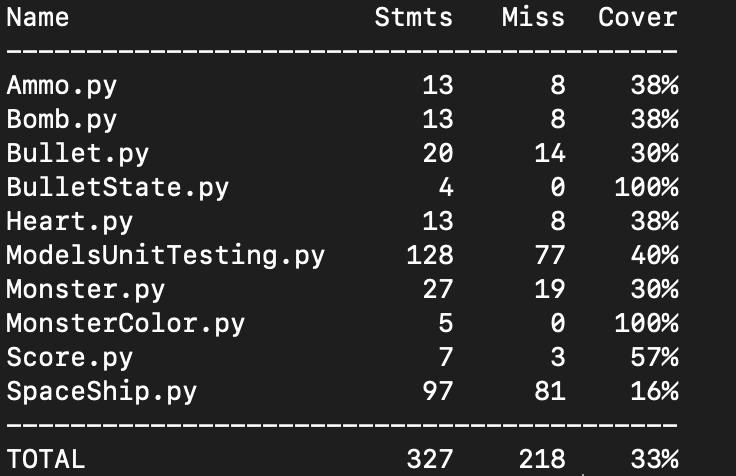 Name Stmts Miss Cover
-------------------------------------------
Ammo.py 13 8 38%
Bomb.py 13 8 38%
Bullet.py 20 14 30%
BulletState.py 4 0 100%
Heart.py 13 8 38%
ModelsUnitTesting.py 128 77 40%
Monster.py 27 19 30%
MonsterColor.py 5 0 100%
Score.py 7 3 57%
SpaceShip.py 97 81 16%
-------------------------------------------
TOTAL 327 218 33%